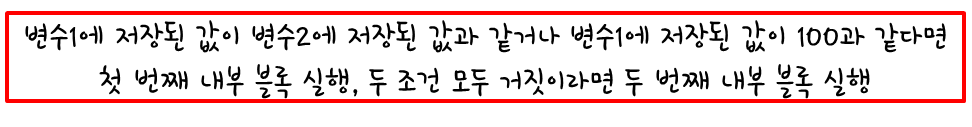 변수1에 저장된 값이 변수2에 저장된 값과 같거나 변수1에 저장된 값이 100과 같다면
첫 번째 내부 블록 실행, 두 조건 모두 거짓이라면 두 번째 내부 블록 실행